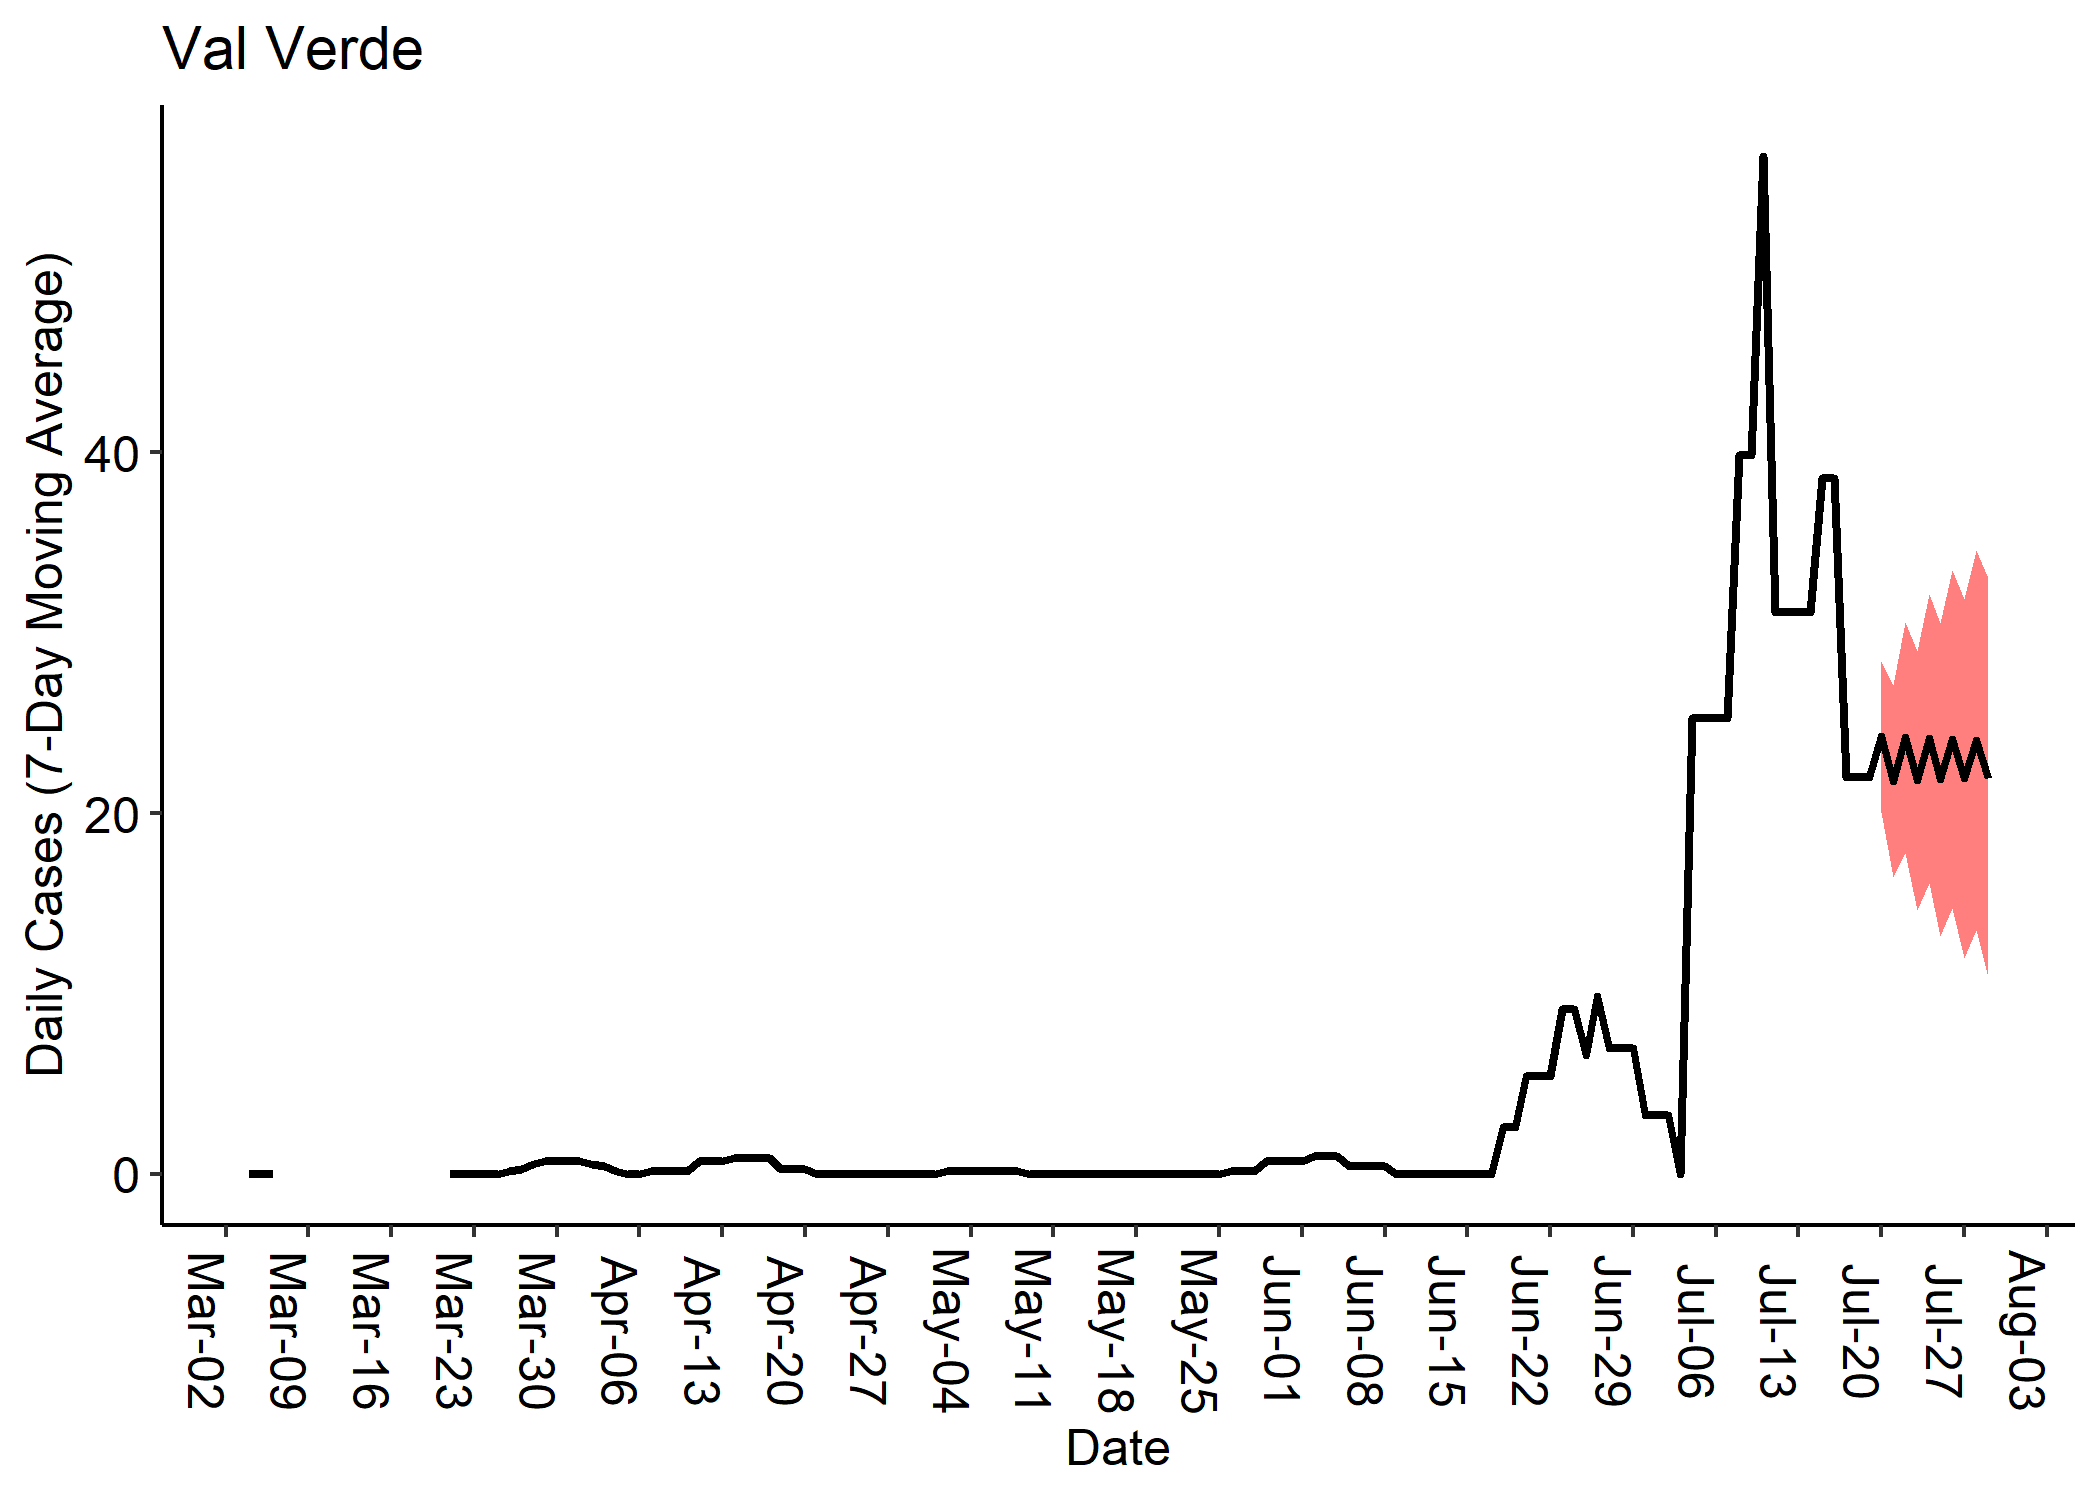 Val Verde
Daily Cases (7-Day Moving Average)
40
20
0
Mar-02
Mar-09
Mar-16
Mar-23
Mar-30
Apr-06
Apr-13
Apr-20
Apr-27
May-04
May-11
May-18
May-25
Jun-01
Jun-08
Jun-15
Jun-22
Jun-29
Jul-06
Jul-13
Jul-20
Jul-27
Aug-03
Date